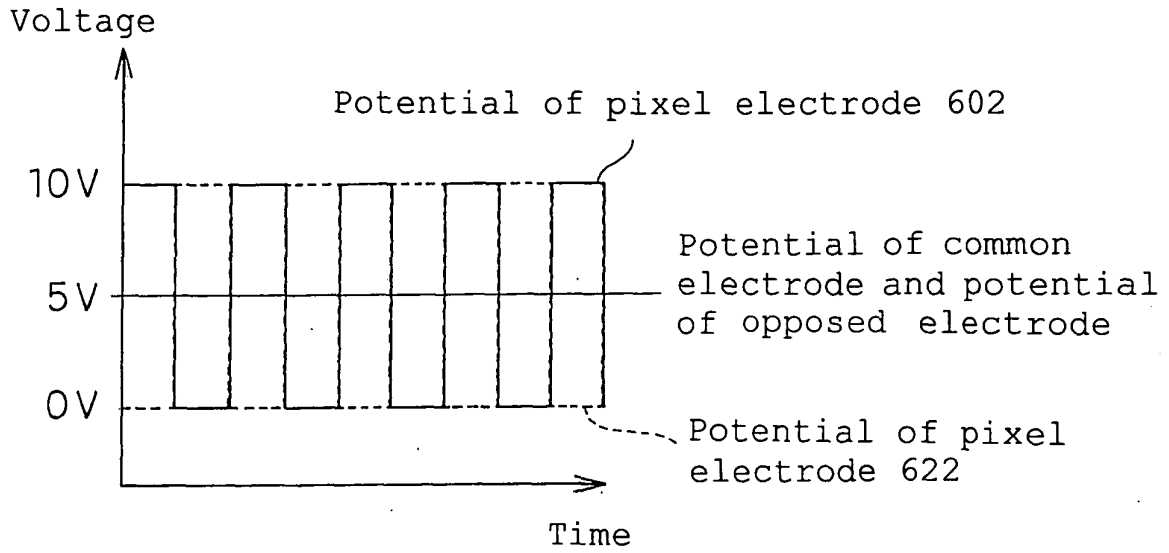 Voltage
Potential of pixel electrode 602
10V
Potential of common
electrode and potential
of opposed electrode
5V
0V
Potential of pixel
electrode 622
Time